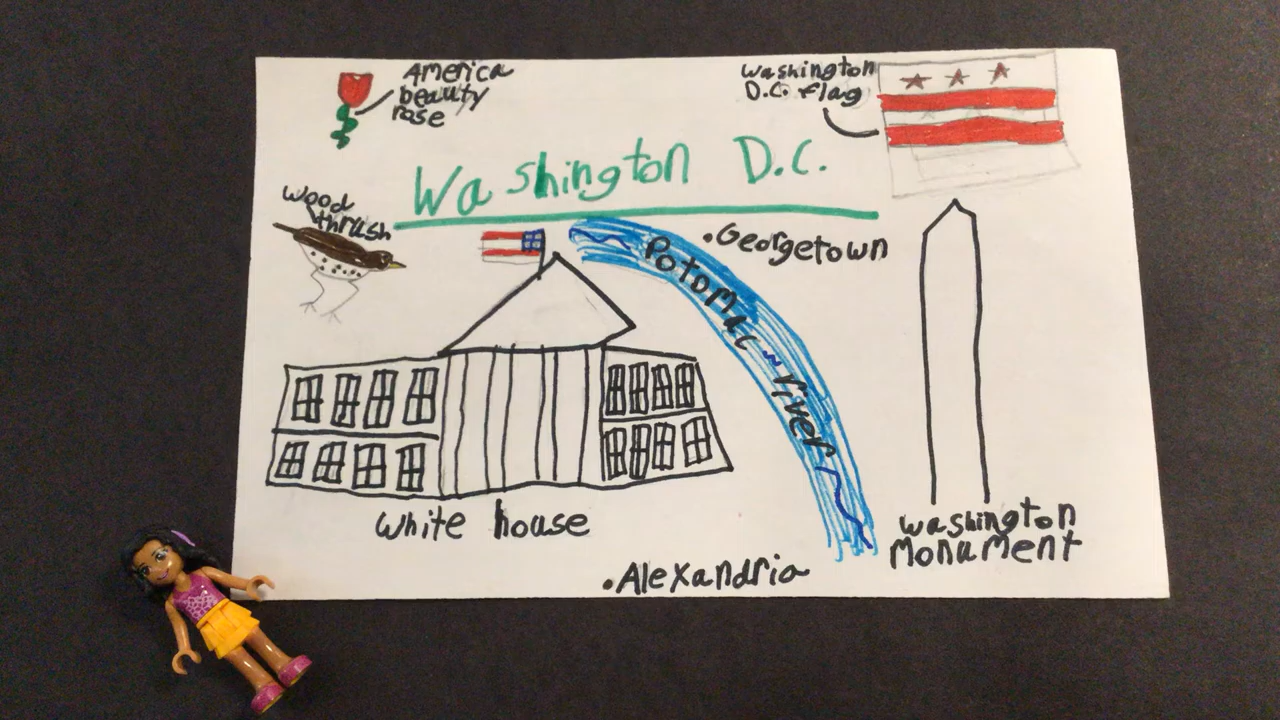 America
beauty
rose
Washington
D.C. flag
Washington D.C.
wood
thrush
.Georgetown
Potomac river
white house
washington
Monument
.Alexandria